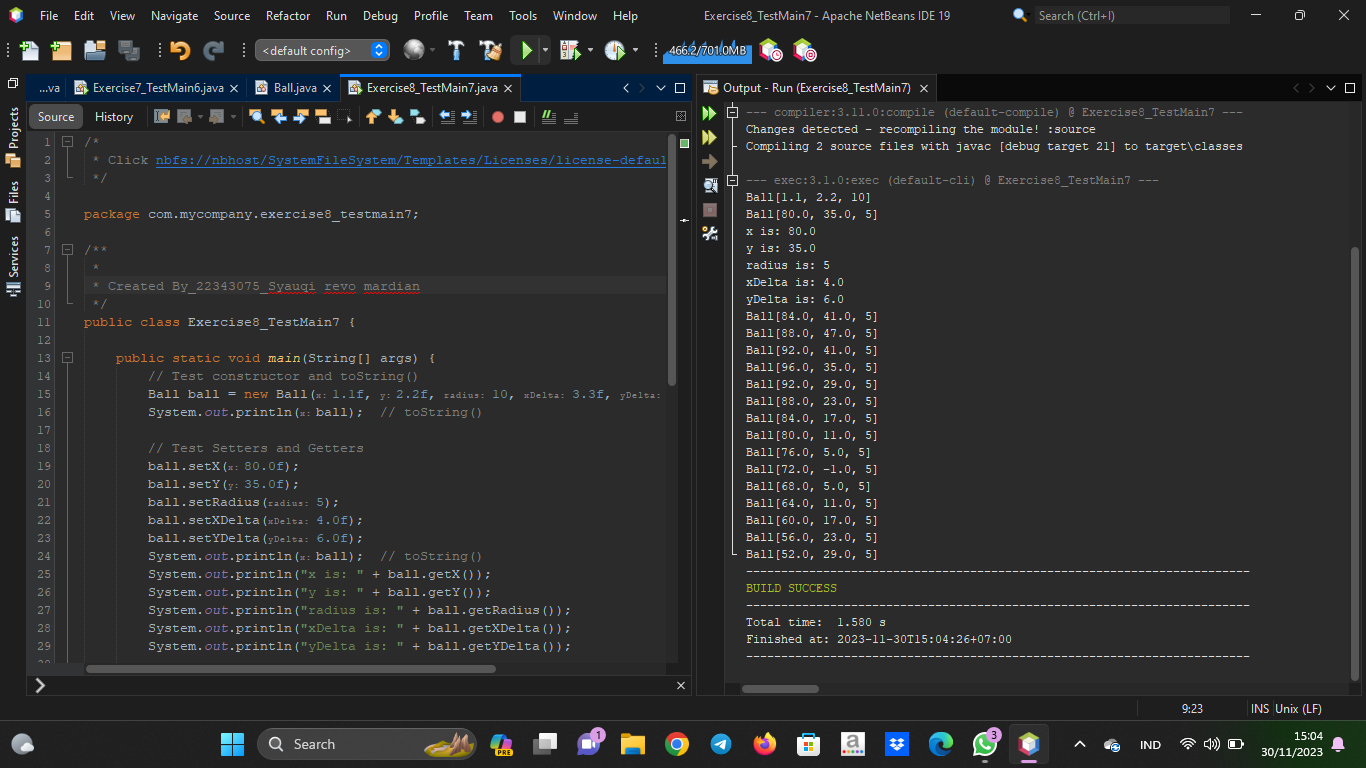 File Edit View Navigate Source Refactor Run Debug Profile Team Tools Window Help
Exercise8_TestMain7 - Apache NetBeans IDE 19
Search (Ctrl+I)
<default config>
466.2/701.0MB
...va
Exercise7_TestMain6.java
Ball.java
Exercise8_TestMain7.java
Output - Run (Exercise8_TestMain7)
Projects
Files
Services
Source
History
1 /*
2 * Click nbfs://nbhost/SystemFileSystem/Templates/Licenses/license-defaul
3 */
4
5 package com.mycompany.exercise8_testmain7;
6
7 /**
8 *
9 * Created By_22343075_Syauqi revo mardian
10 */
11 public class Exercise8_TestMain7 {
12
13 public static void main(String[] args) {
14 // Test constructor and toString()
15 Ball ball = new Ball(x: 1.1f, y: 2.2f, radius: 10, xDelta: 3.3f, yDelta:
16 System.out.println(x: ball); // toString()
17
18 // Test Setters and Getters
19 ball.setX(x: 80.0f);
20 ball.setY(y: 35.0f);
21 ball.setRadius(radius: 5);
22 ball.setXDelta(xDelta: 4.0f);
23 ball.setYDelta(yDelta: 6.0f);
24 System.out.println(x: ball); // toString()
25 System.out.println("x is: " + ball.getX());
26 System.out.println("y is: " + ball.getY());
27 System.out.println("radius is: " + ball.getRadius());
28 System.out.println("xDelta is: " + ball.getXDelta());
29 System.out.println("yDelta is: " + ball.getYDelta());
--- compiler:3.11.0:compile (default-compile) @ Exercise8_TestMain7 ---
Changes detected - recompiling the module! :source
Compiling 2 source files with javac [debug target 21] to target\classes
--- exec:3.1.0:exec (default-cli) @ Exercise8_TestMain7 ---
Ball[1.1, 2.2, 10]
Ball[80.0, 35.0, 5]
x is: 80.0
y is: 35.0
radius is: 5
xDelta is: 4.0
yDelta is: 6.0
Ball[84.0, 41.0, 5]
Ball[88.0, 47.0, 5]
Ball[92.0, 41.0, 5]
Ball[96.0, 35.0, 5]
Ball[92.0, 29.0, 5]
Ball[88.0, 23.0, 5]
Ball[84.0, 17.0, 5]
Ball[80.0, 11.0, 5]
Ball[76.0, 5.0, 5]
Ball[72.0, -1.0, 5]
Ball[68.0, 5.0, 5]
Ball[64.0, 11.0, 5]
Ball[60.0, 17.0, 5]
Ball[56.0, 23.0, 5]
Ball[52.0, 29.0, 5]
------------------------------------------------------------------------
BUILD SUCCESS
------------------------------------------------------------------------
Total time: 1.580 s
Finished at: 2023-11-30T15:04:26+07:00
------------------------------------------------------------------------
9:23
INS Unix (LF)
Search
PRE
1
a
3
IND
15:04
30/11/2023